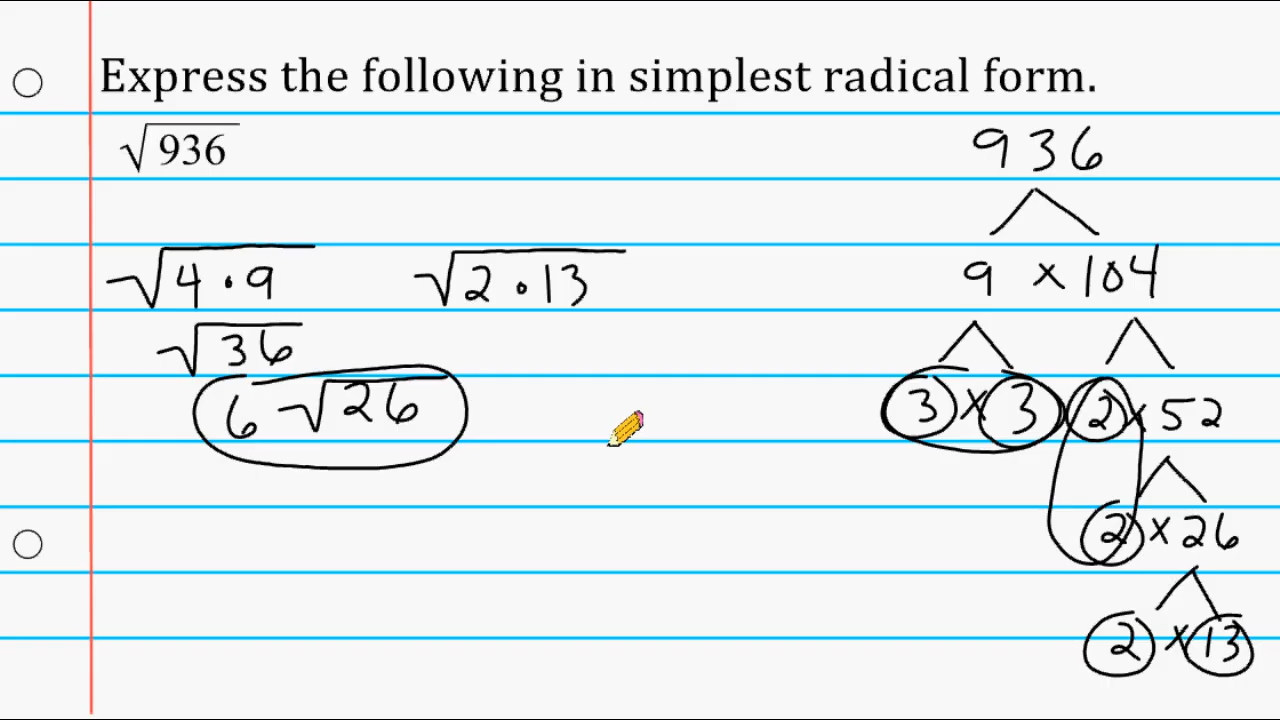 Express the following in simplest radical form.
√936
936
√4·9 √2·13 9 × 104
√36
6√26 3 × 3 2 × 52
2 × 26
2 × 13